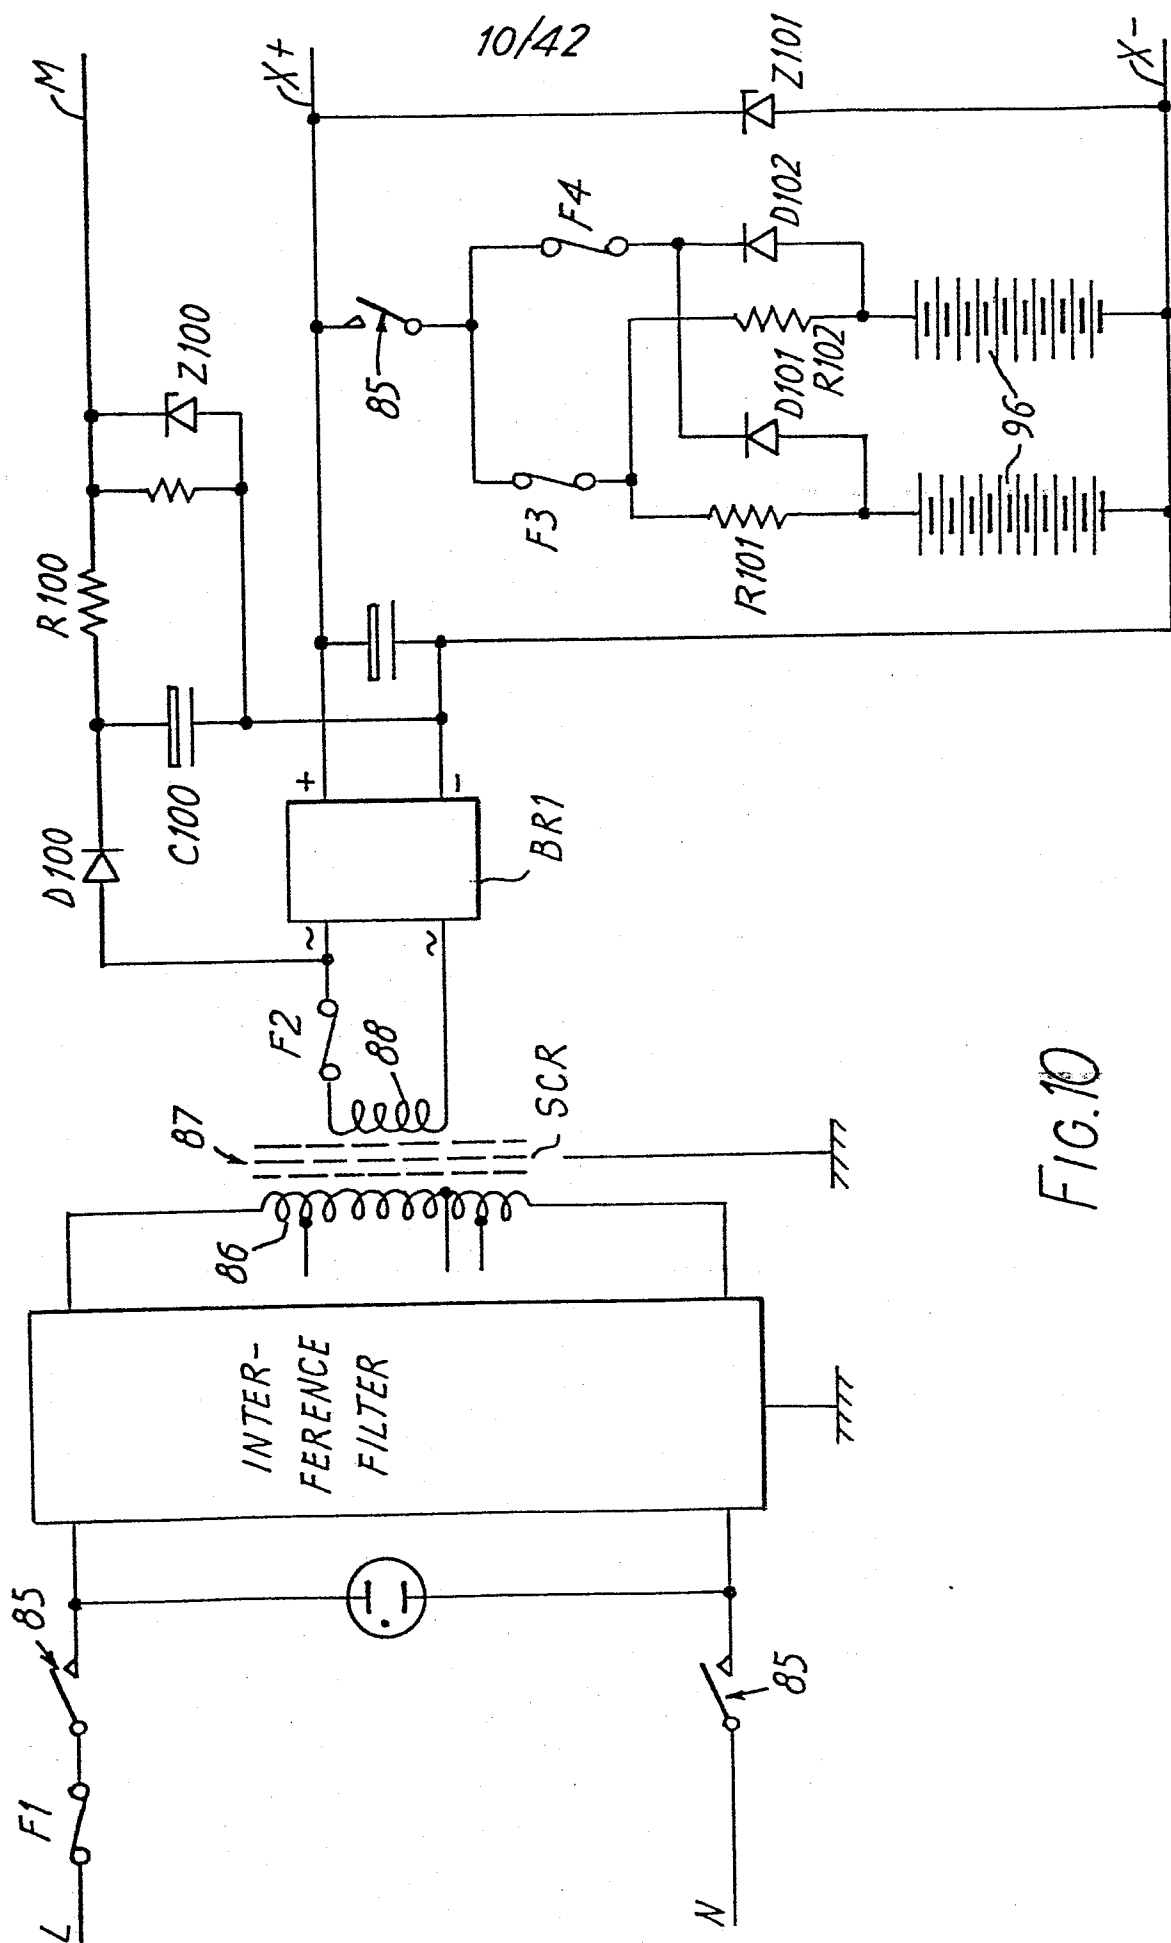 10/42
M
X+
X-
Z101
Z100
85
F4
D102
R100
F3
D101
R102
R101
96
D100
C100
+
-
BR1
~
~
F2
88
87
SCR
86
INTER-
FERENCE
FILTER
85
F1
L
85
N
FIG.10